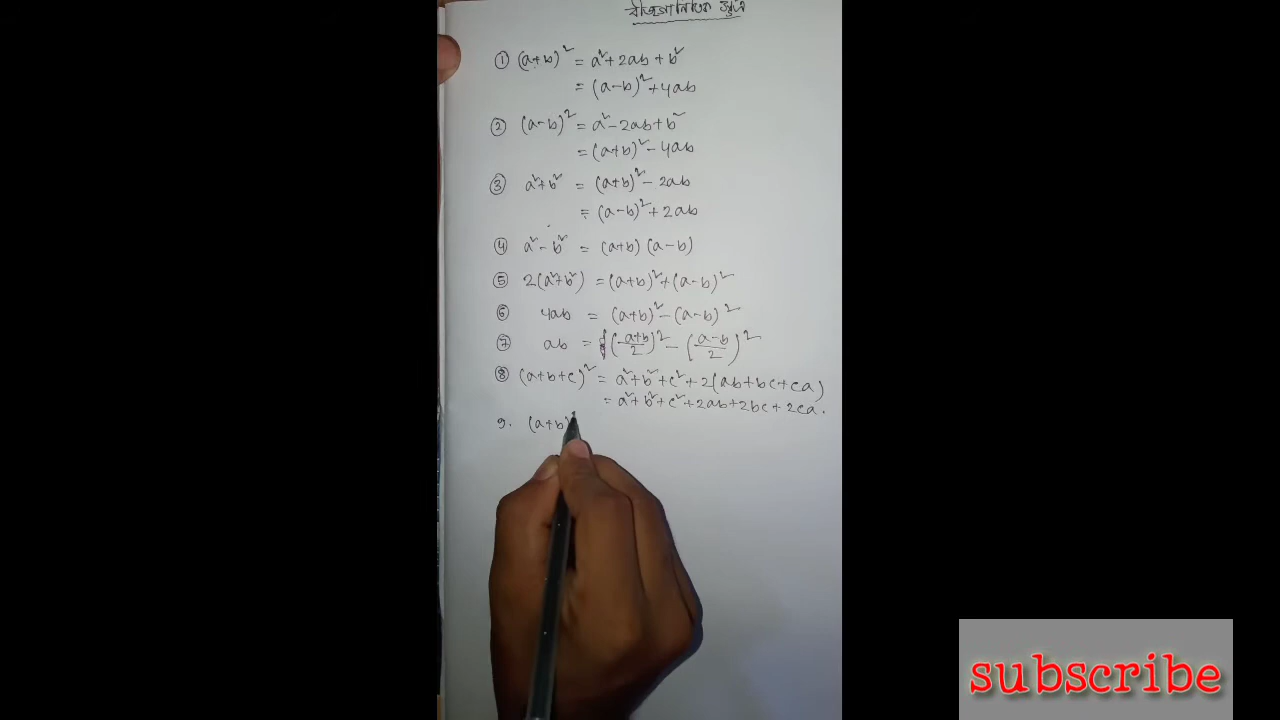 বীজগাণিতিক সূত্র
① (a+b)² = a²+2ab+b²
= (a-b)²+4ab
② (a-b)² = a²-2ab+b²
= (a+b)²-4ab
③ a²+b² = (a+b)²-2ab
= (a-b)²+2ab
④ a²-b² = (a+b)(a-b)
⑤ 2(a²+b²) = (a+b)²+(a-b)²
⑥ 4ab = (a+b)²-(a-b)²
⑦ ab = ((a+b)/2)² - ((a-b)/2)²
⑧ (a+b+c)² = a²+b²+c²+2(ab+bc+ca)
= a²+b²+c²+2ab+2bc+2ca.
9. (a+b)
subscribe